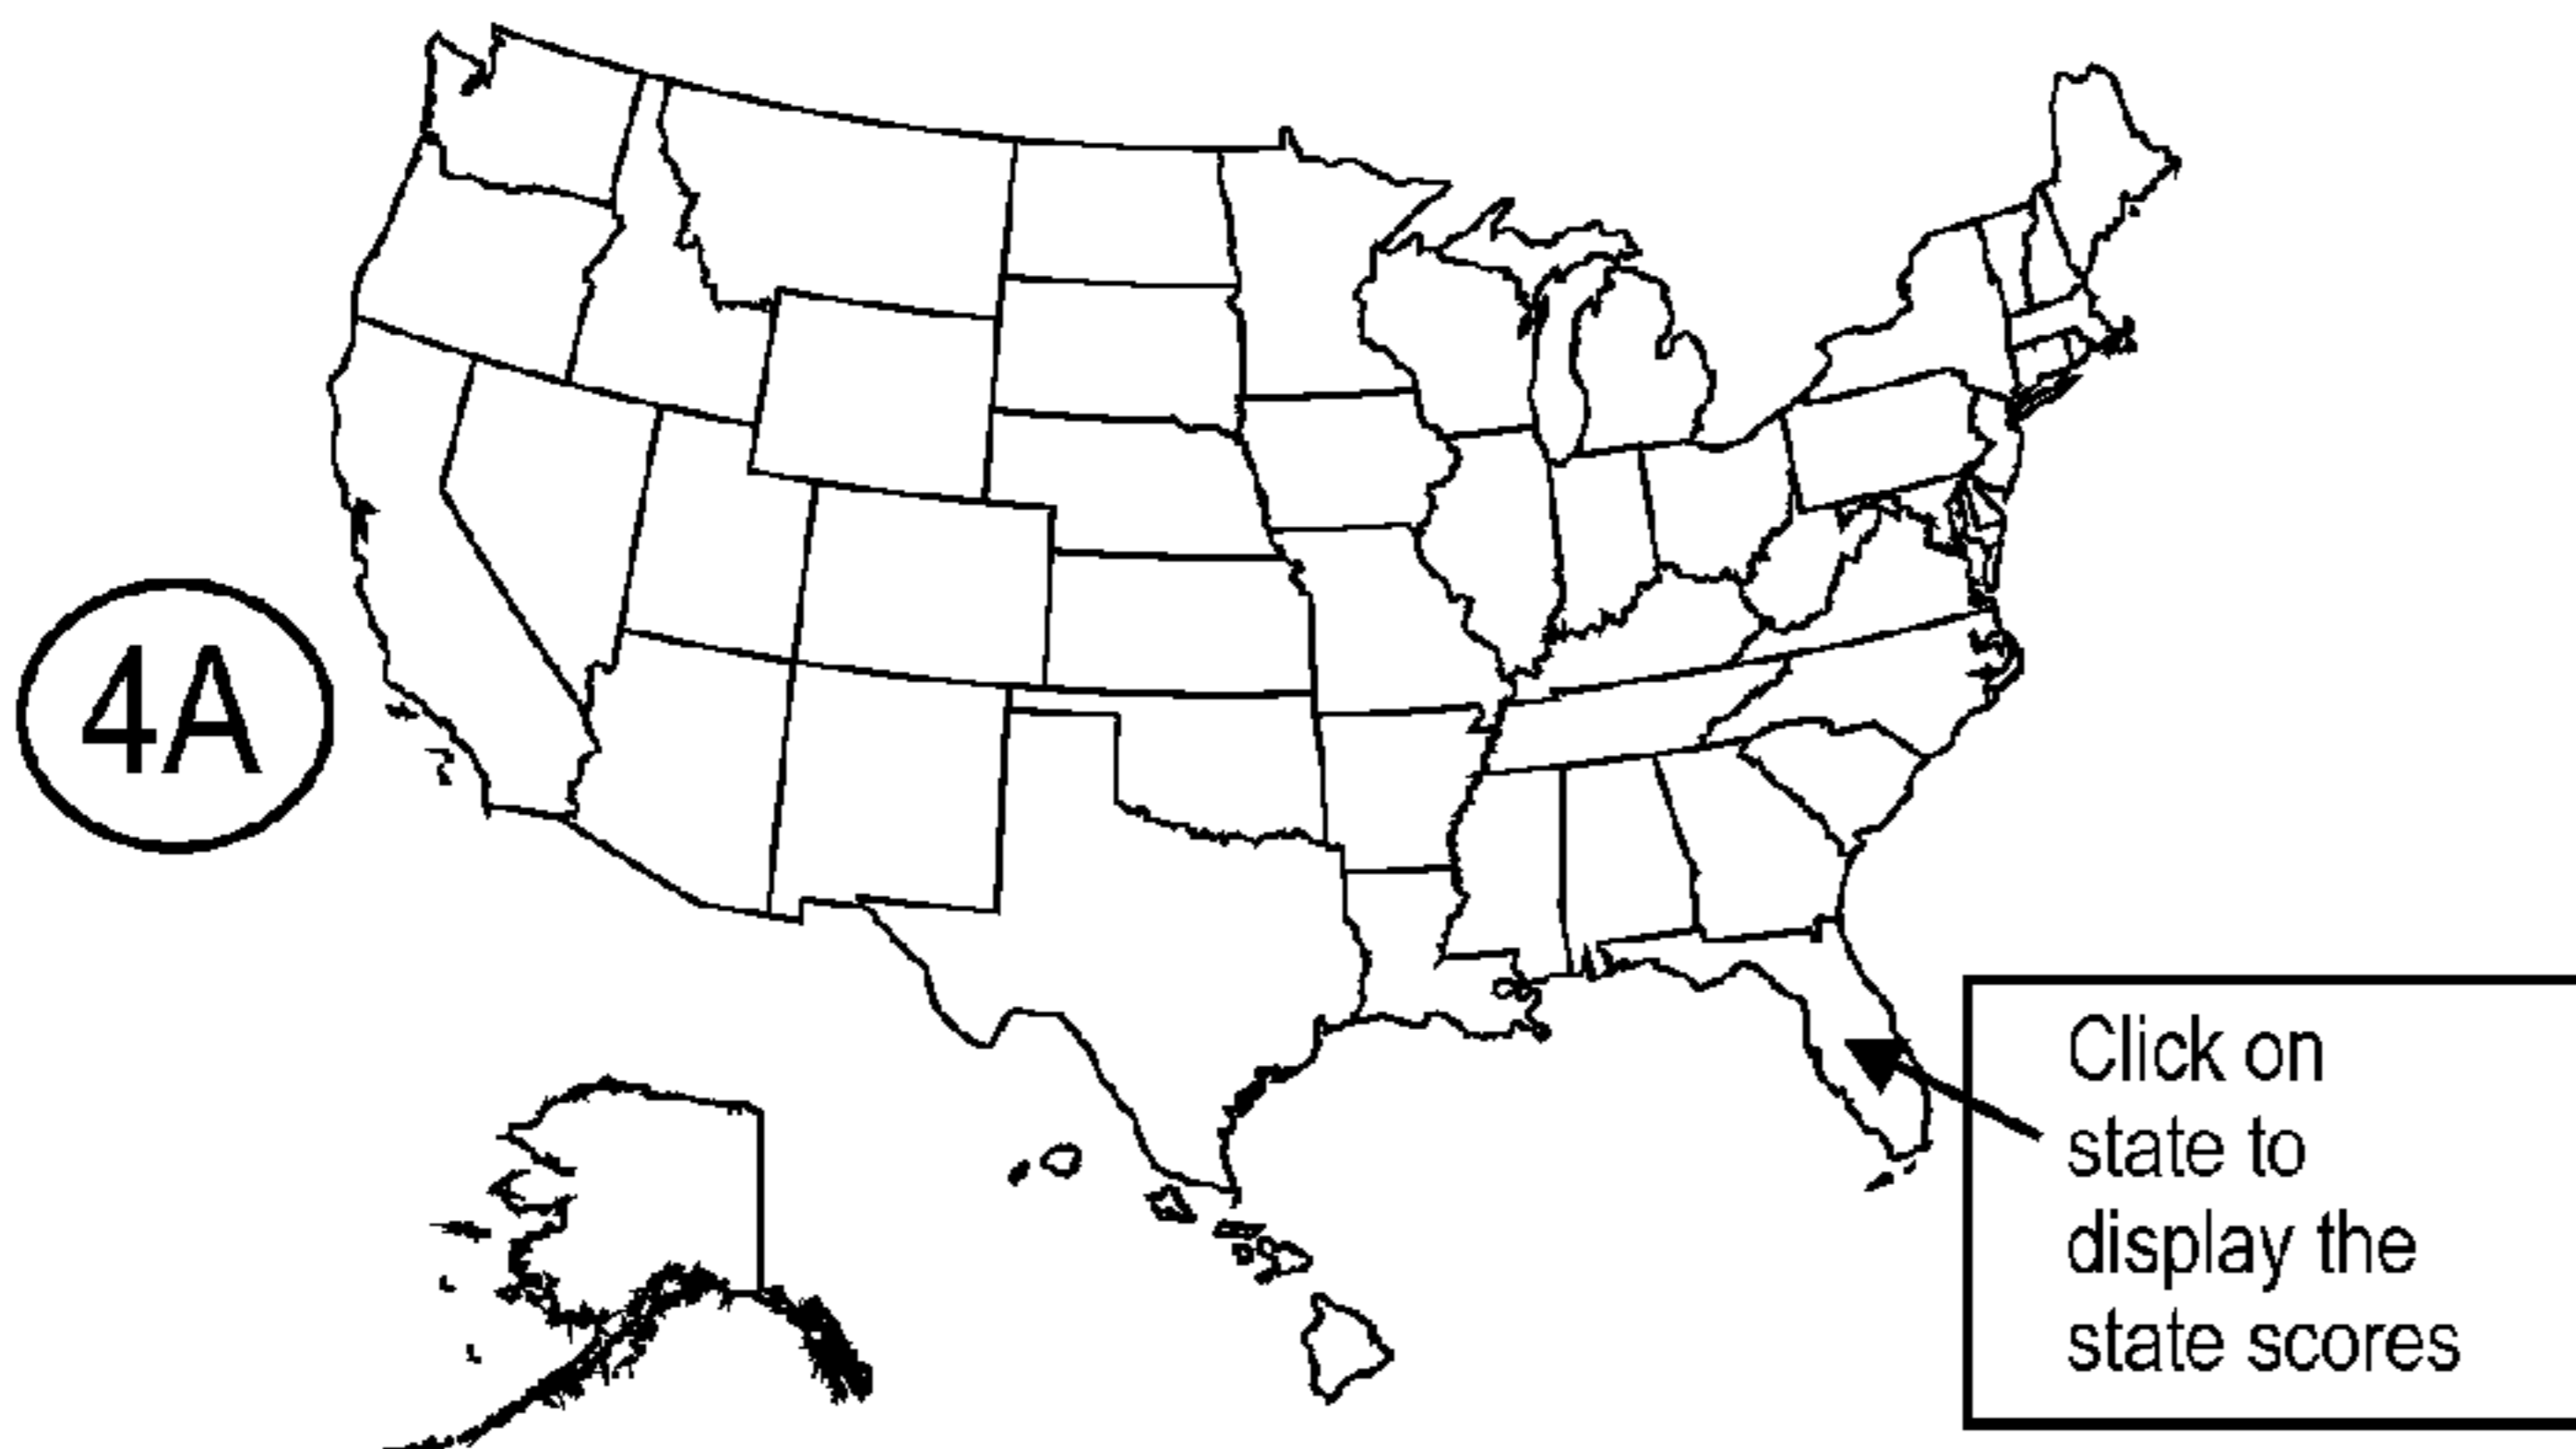 4A
Click on
state to
display the
state scores